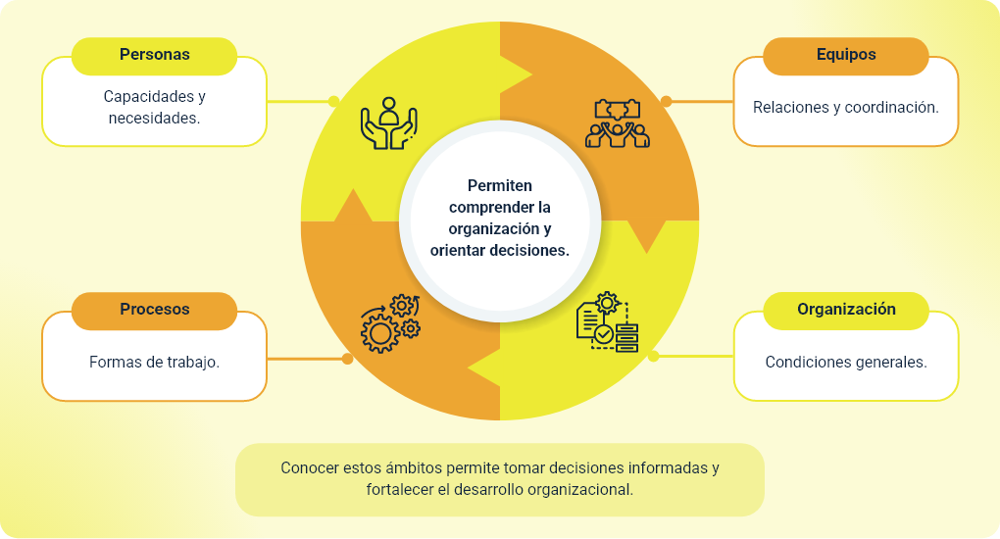 Personas
Capacidades y
necesidades.
Equipos
Relaciones y coordinación.
Permiten
comprender la
organización y
orientar decisiones.
Procesos
Formas de trabajo.
Organización
Condiciones generales.
Conocer estos ámbitos permite tomar decisiones informadas y
fortalecer el desarrollo organizacional.